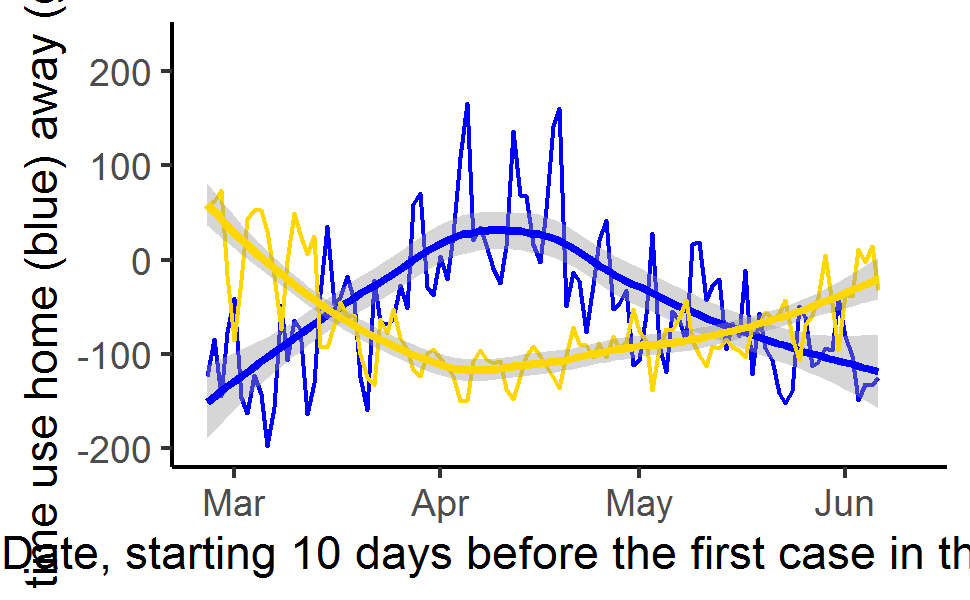 time use home (blue) away (
200
100
0
-100
-200
Mar Apr May Jun
Date, starting 10 days before the first case in th